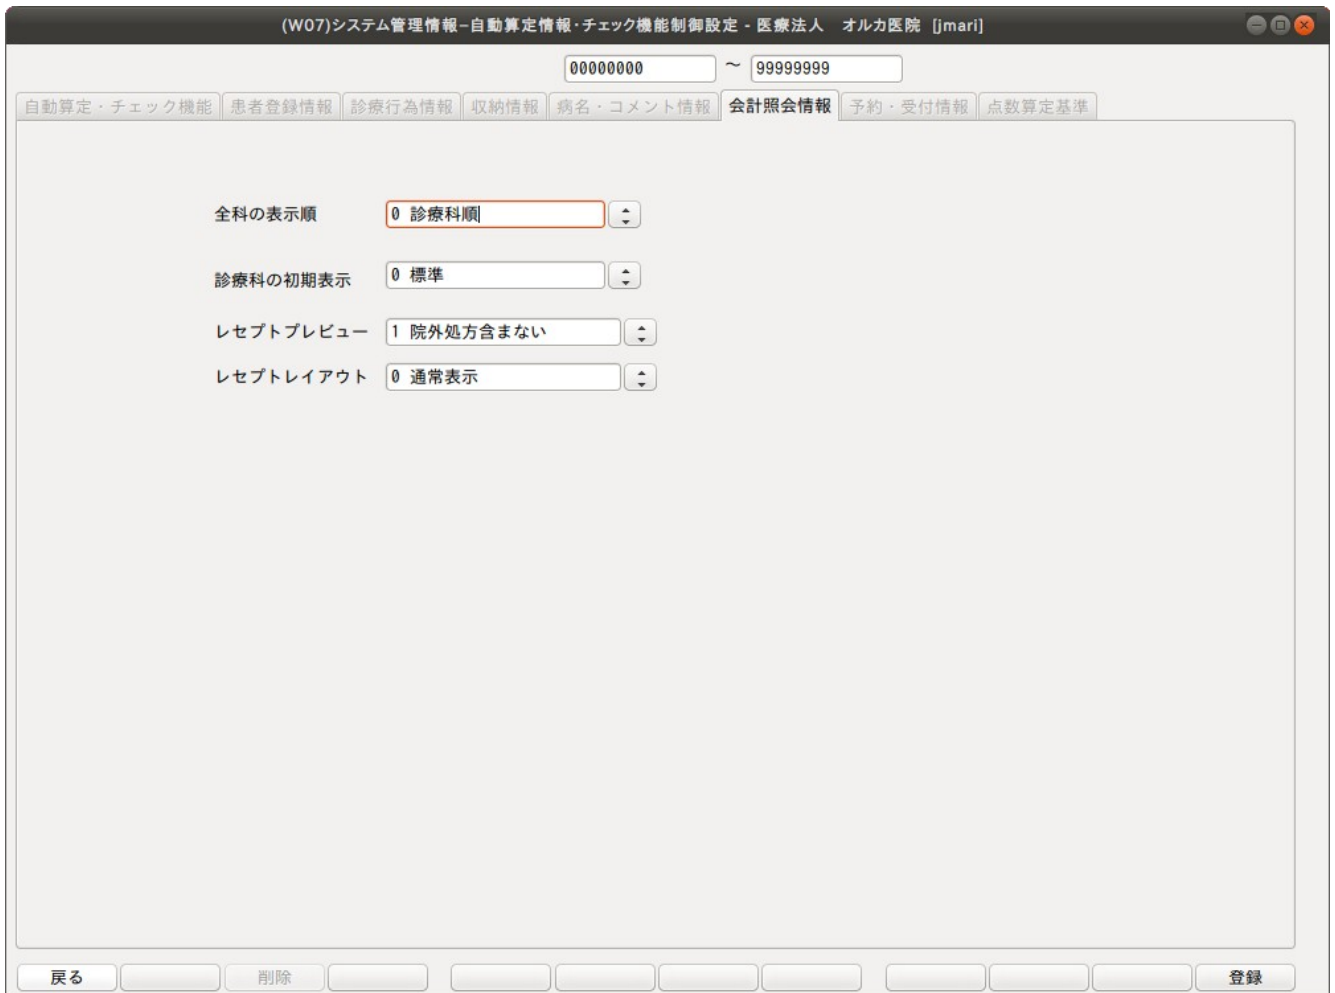 (W07)システム管理情報−自動算定情報・チェック機能制御設定 - 医療法人　オルカ医院 [jmari]
00000000 ～ 99999999
自動算定・チェック機能 患者登録情報 診療行為情報 収納情報 病名・コメント情報 会計照会情報 予約・受付情報 点数算定基準
全科の表示順 0 診療科順
診療科の初期表示 0 標準
レセプトプレビュー 1 院外処方含まない
レセプトレイアウト 0 通常表示
戻る 削除 登録